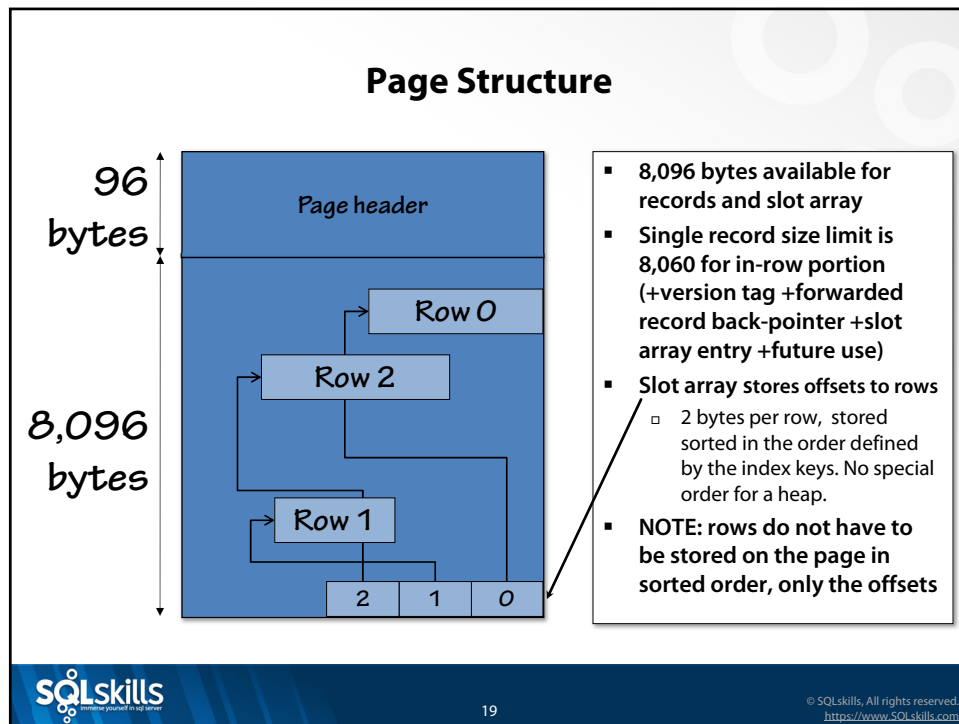 Page Structure
96
bytes
8,096
bytes
Page header
Row 0
Row 2
Row 1
2 1 0
▪ 8,096 bytes available for
records and slot array
▪ Single record size limit is
8,060 for in-row portion
(+version tag +forwarded
record back-pointer +slot
array entry +future use)
▪ Slot array stores offsets to rows
▫ 2 bytes per row, stored
sorted in the order defined
by the index keys. No special
order for a heap.
▪ NOTE: rows do not have to
be stored on the page in
sorted order, only the offsets
SQLskills
immerse yourself in sql server
19
© SQLskills, All rights reserved.
https://www.SQLskills.com